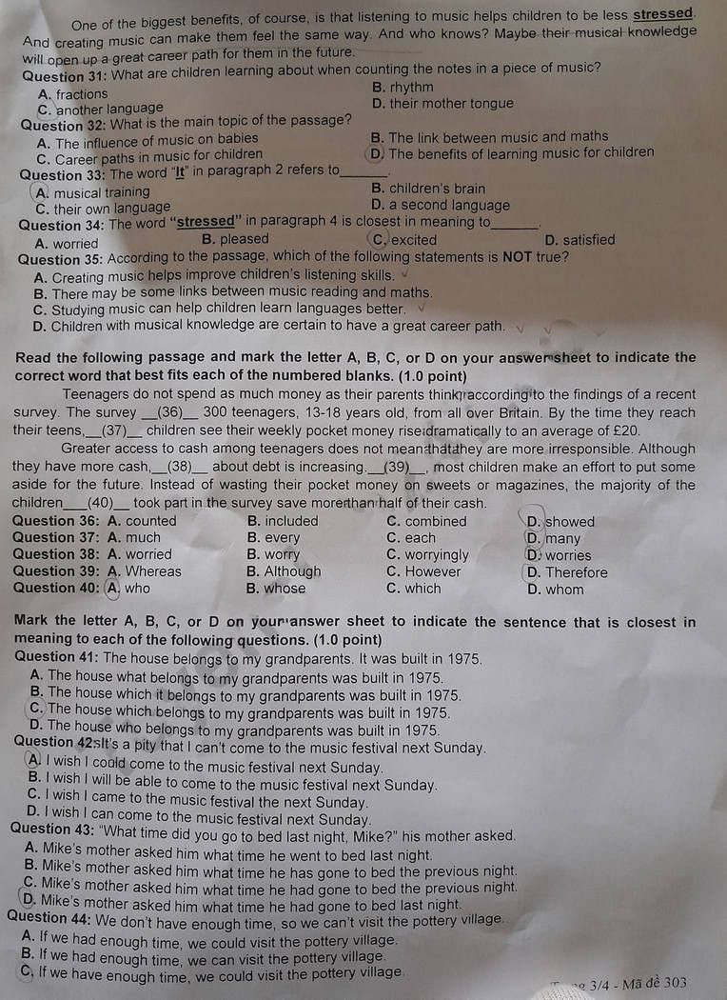 One of the biggest benefits, of course, is that listening to music helps children to be less stressed.
And creating music can make them feel the same way. And who knows? Maybe their musical knowledge
will open up a great career path for them in the future.
Question 31: What are children learning about when counting the notes in a piece of music?
A. fractions B. rhythm
C. another language D. their mother tongue
Question 32: What is the main topic of the passage?
A. The influence of music on babies B. The link between music and maths
C. Career paths in music for children D. The benefits of learning music for children
Question 33: The word "It" in paragraph 2 refers to______.
A. musical training B. children's brain
C. their own language D. a second language
Question 34: The word "stressed" in paragraph 4 is closest in meaning to______.
A. worried B. pleased C. excited D. satisfied
Question 35: According to the passage, which of the following statements is NOT true?
A. Creating music helps improve children's listening skills.
B. There may be some links between music reading and maths.
C. Studying music can help children learn languages better.
D. Children with musical knowledge are certain to have a great career path.
Read the following passage and mark the letter A, B, C, or D on your answer sheet to indicate the
correct word that best fits each of the numbered blanks. (1.0 point)
Teenagers do not spend as much money as their parents think according to the findings of a recent
survey. The survey __(36)__ 300 teenagers, 13-18 years old, from all over Britain. By the time they reach
their teens,__(37)__ children see their weekly pocket money rise dramatically to an average of £20.
Greater access to cash among teenagers does not mean that they are more irresponsible. Although
they have more cash,__(38)__ about debt is increasing.__(39)__, most children make an effort to put some
aside for the future. Instead of wasting their pocket money on sweets or magazines, the majority of the
children___(40)__ took part in the survey save more than half of their cash.
Question 36: A. counted B. included C. combined D. showed
Question 37: A. much B. every C. each D. many
Question 38: A. worried B. worry C. worryingly D. worries
Question 39: A. Whereas B. Although C. However D. Therefore
Question 40: A. who B. whose C. which D. whom
Mark the letter A, B, C, or D on your answer sheet to indicate the sentence that is closest in
meaning to each of the following questions. (1.0 point)
Question 41: The house belongs to my grandparents. It was built in 1975.
A. The house what belongs to my grandparents was built in 1975.
B. The house which it belongs to my grandparents was built in 1975.
C. The house which belongs to my grandparents was built in 1975.
D. The house who belongs to my grandparents was built in 1975.
Question 42: It's a pity that I can't come to the music festival next Sunday.
A. I wish I could come to the music festival next Sunday.
B. I wish I will be able to come to the music festival next Sunday.
C. I wish I came to the music festival the next Sunday.
D. I wish I can come to the music festival next Sunday.
Question 43: "What time did you go to bed last night, Mike?" his mother asked.
A. Mike's mother asked him what time he went to bed last night.
B. Mike's mother asked him what time he has gone to bed the previous night.
C. Mike's mother asked him what time he had gone to bed the previous night.
D. Mike's mother asked him what time he had gone to bed last night.
Question 44: We don't have enough time, so we can't visit the pottery village.
A. If we had enough time, we could visit the pottery village.
B. If we had enough time, we can visit the pottery village.
C. If we have enough time, we could visit the pottery village.
3/4 - Mã đề 303